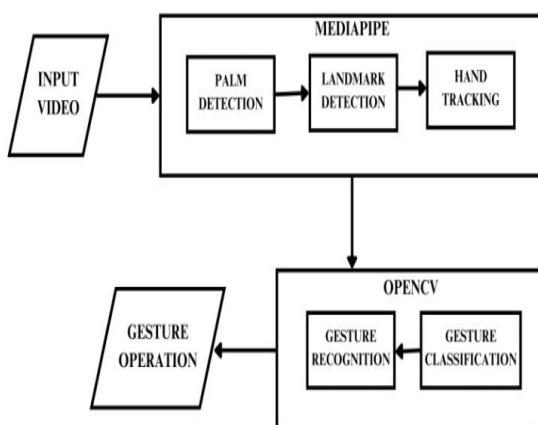 MEDIAPIPE
INPUT
VIDEO
PALM
DETECTION
LANDMARK
DETECTION
HAND
TRACKING
OPENCV
GESTURE
CLASSIFICATION
GESTURE
RECOGNITION
GESTURE
OPERATION